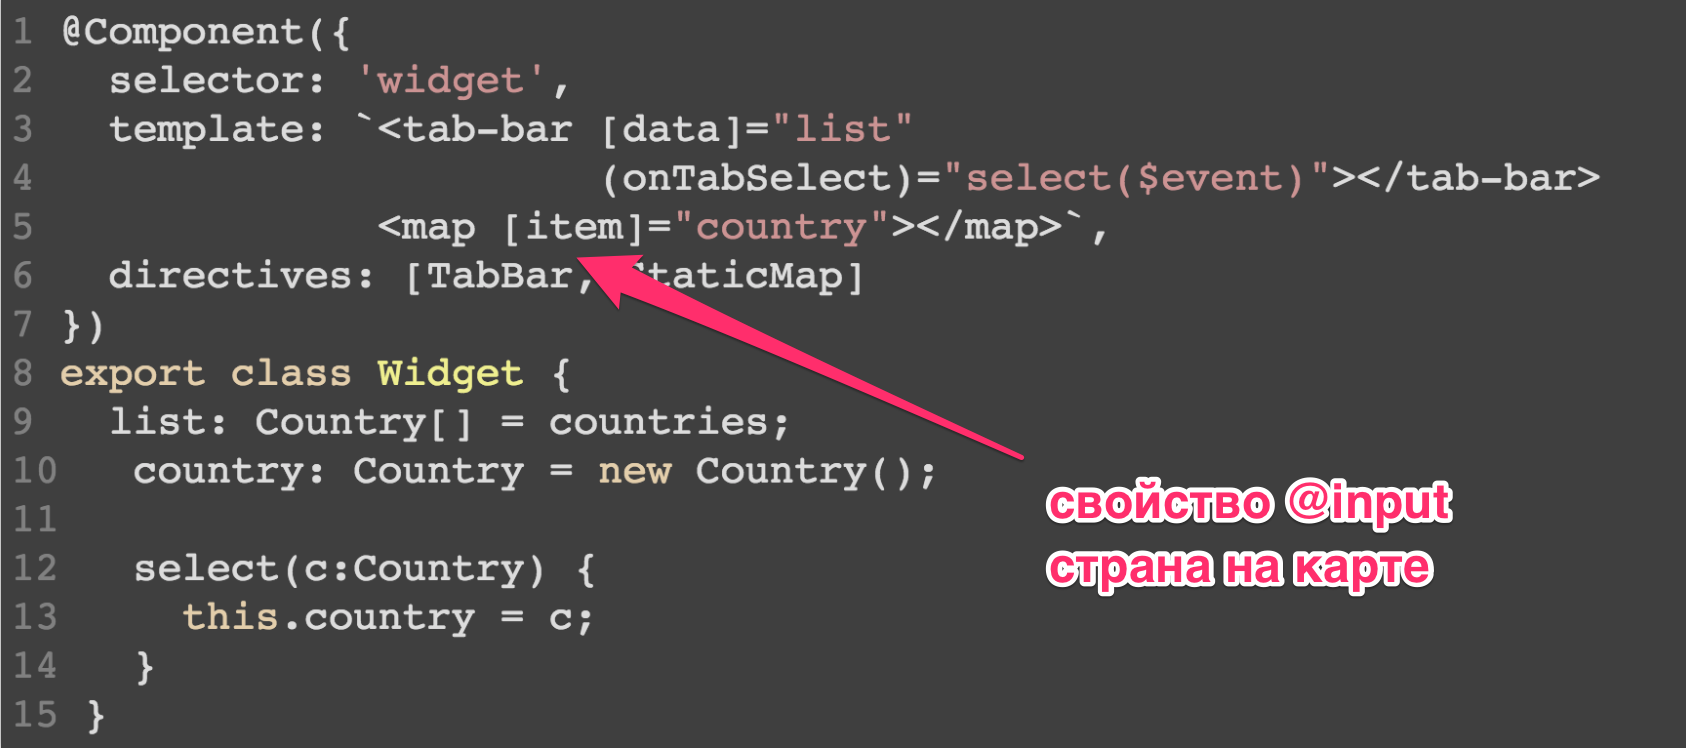 1 @Component({
2   selector: 'widget',
3   template: `<tab-bar [data]="list"
4                       (onTabSelect)="select($event)"></tab-bar>
5             <map [item]="country"></map>`,
6   directives: [TabBar, StaticMap]
7 })
8 export class Widget {
9   list: Country[] = countries;
10   country: Country = new Country();
11
12   select(c:Country) {
13     this.country = c;
14   }
15 }
свойство @input
страна на карте